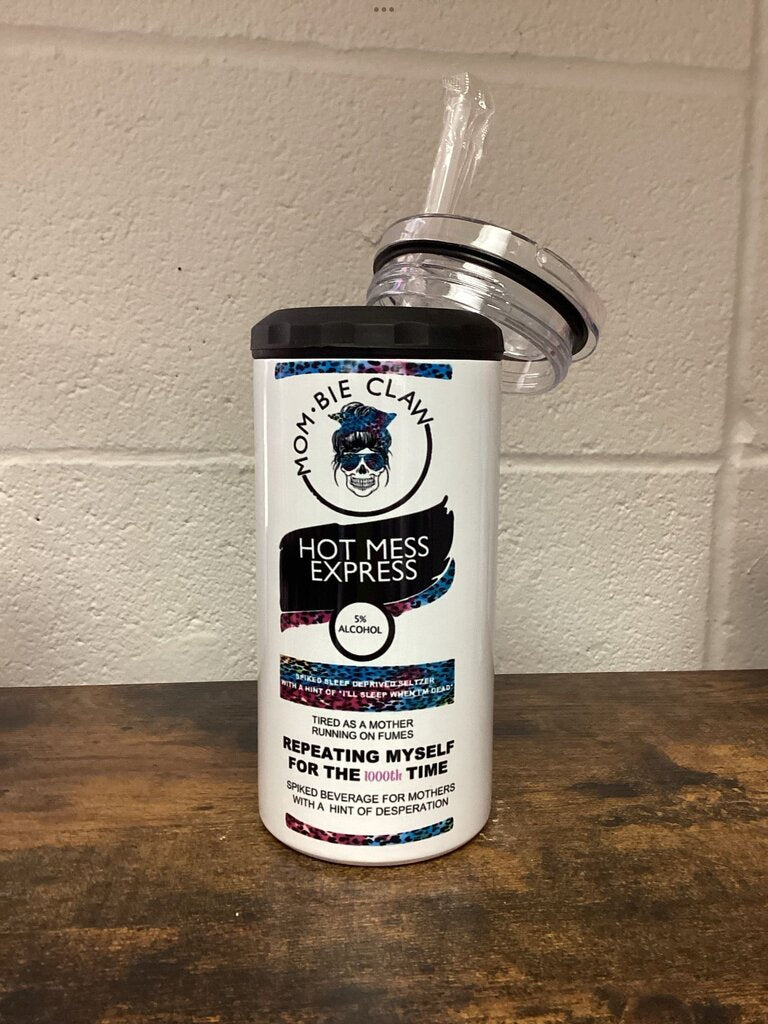 MOM•BIE CLAW
HOT MESS
EXPRESS
5%
ALCOHOL
SPIKED SLEEP DEPRIVED SELTZER
WITH A HINT OF "I'LL SLEEP WHEN I'M DEAD"
TIRED AS A MOTHER
RUNNING ON FUMES
REPEATING MYSELF
FOR THE 1000th TIME
SPIKED BEVERAGE FOR MOTHERS
WITH A HINT OF DESPERATION